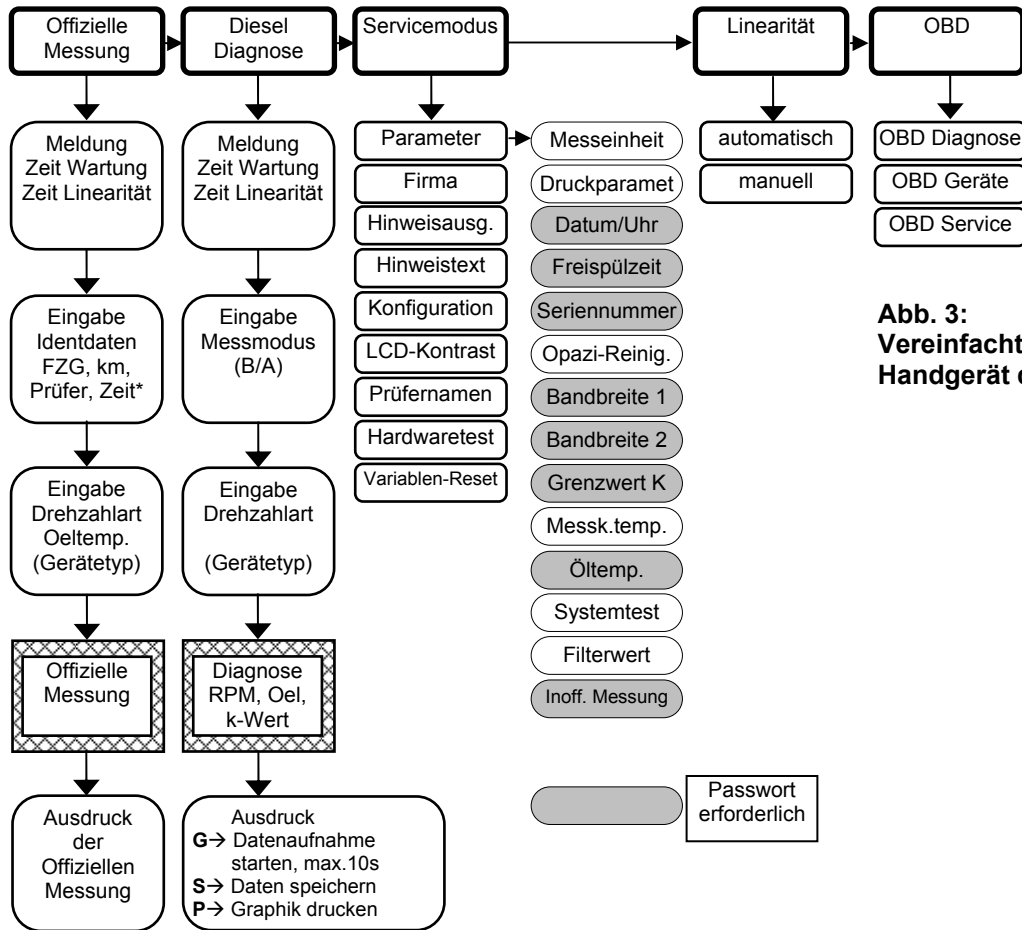 Offizielle
Messung
Diesel
Diagnose
Servicemodus
Linearität
OBD
Meldung
Zeit Wartung
Zeit Linearität
Meldung
Zeit Wartung
Zeit Linearität
Parameter
Firma
Hinweisausg.
Hinweistext
Konfiguration
LCD-Kontrast
Prüfernamen
Hardwaretest
Variablen-Reset
Messeinheit
Druckparamet
Datum/Uhr
Freispülzeit
Seriennummer
Opazi-Reinig.
Bandbreite 1
Bandbreite 2
Grenzwert K
Messk.temp.
Öltemp.
Systemtest
Filterwert
Inoff. Messung
automatisch
manuell
OBD Diagnose
OBD Geräte
OBD Service
Abb. 3:
Vereinfacht
Handgerät
Eingabe
Identdaten
FZG, km,
Prüfer, Zeit*
Eingabe
Messmodus
(B/A)
Eingabe
Drehzahlart
Oeltemp.
(Gerätetyp)
Eingabe
Drehzahlart
(Gerätetyp)
Offizielle
Messung
Diagnose
RPM, Oel,
k-Wert
Ausdruck
der
Offiziellen
Messung
Ausdruck
G→ Datenaufnahme
starten, max.10s
S→ Daten speichern
P→ Graphik drucken
Passwort
erforderlich